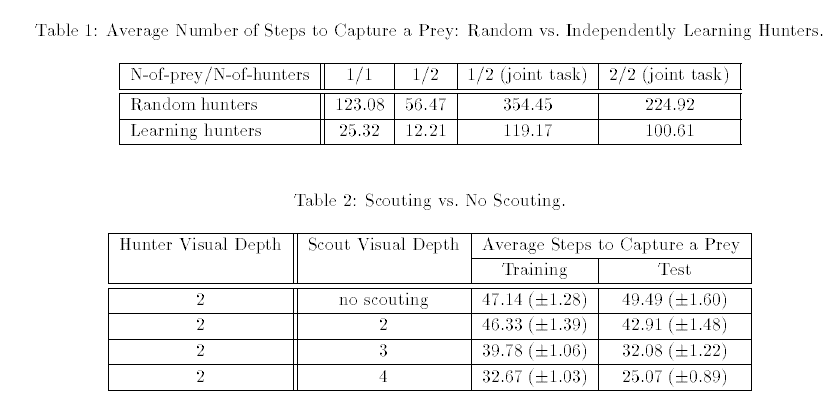 Table 1: Average Number of Steps to Capture a Prey: Random vs. Independently Learning Hunters.
N-of-prey/N-of-hunters 1/1 1/2 1/2 (joint task) 2/2 (joint task)
Random hunters 123.08 56.47 354.45 224.92
Learning hunters 25.32 12.21 119.17 100.61
Table 2: Scouting vs. No Scouting.
Hunter Visual Depth Scout Visual Depth Average Steps to Capture a Prey
Training Test
2 no scouting 47.14 (±1.28) 49.49 (±1.60)
2 2 46.33 (±1.39) 42.91 (±1.48)
2 3 39.78 (±1.06) 32.08 (±1.22)
2 4 32.67 (±1.03) 25.07 (±0.89)